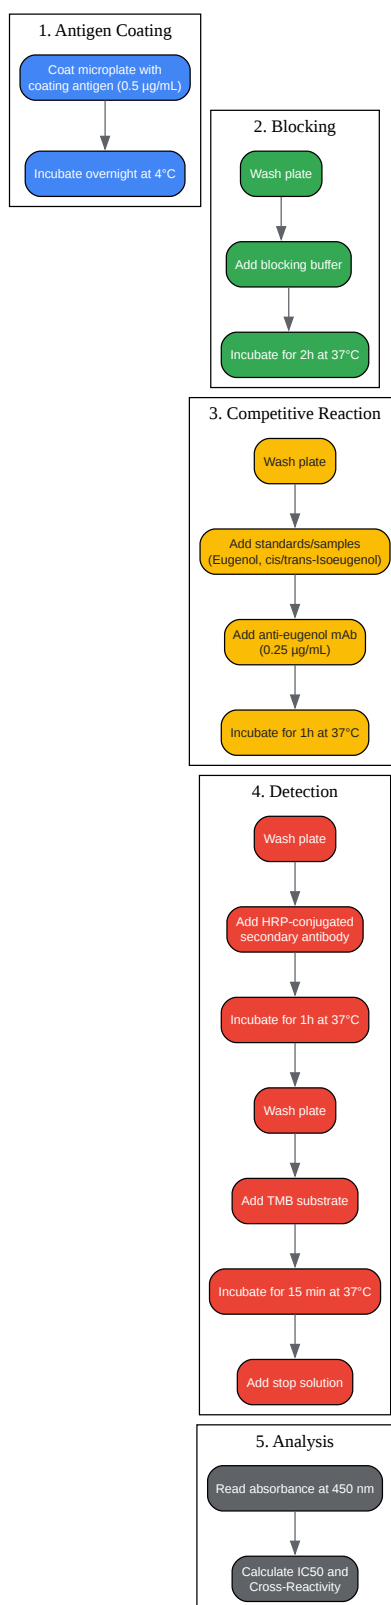 1. Antigen Coating
Coat microplate with
coating antigen (0.5 µg/mL)
Incubate overnight at 4°C
2. Blocking
Wash plate
Add blocking buffer
Incubate for 2h at 37°C
3. Competitive Reaction
Wash plate
Add standards/samples
(Eugenol, cis/trans-Isoeugenol)
Add anti-eugenol mAb
(0.25 µg/mL)
Incubate for 1h at 37°C
4. Detection
Wash plate
Add HRP-conjugated
secondary antibody
Incubate for 1h at 37°C
Wash plate
Add TMB substrate
Incubate for 15 min at 37°C
Add stop solution
5. Analysis
Read absorbance at 450 nm
Calculate IC50 and
Cross-Reactivity